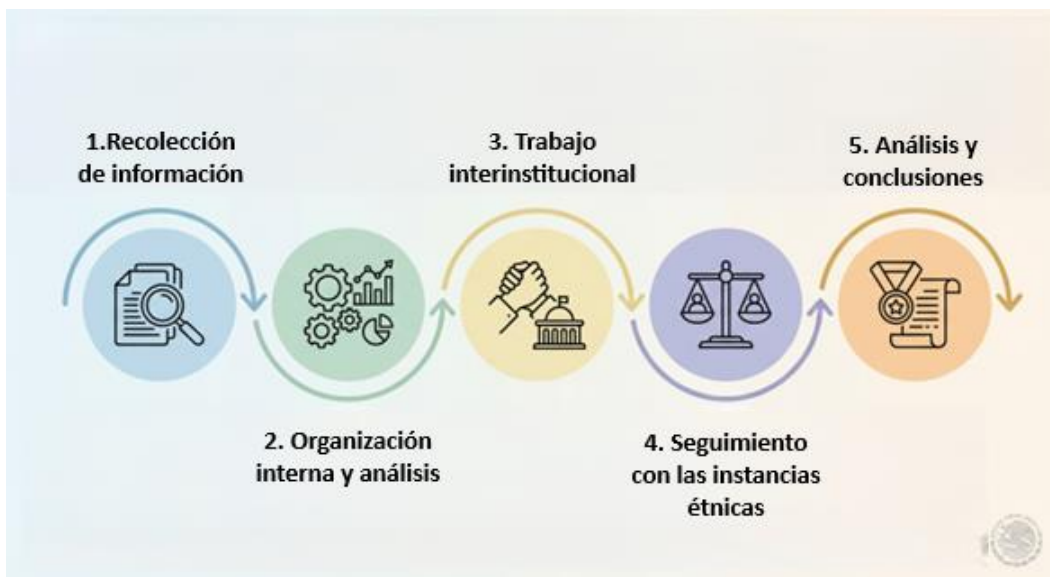 1.Recolección
de información
2. Organización
interna y análisis
3. Trabajo
interinstitucional
4. Seguimiento
con las instancias
étnicas
5. Análisis y
conclusiones